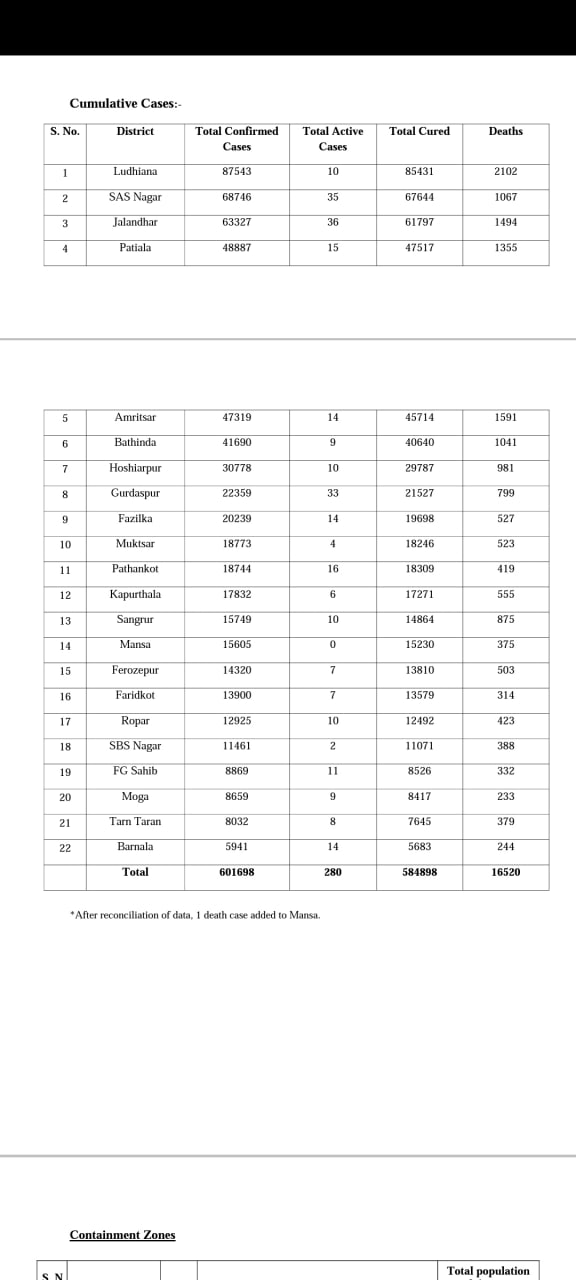 Cumulative Cases:-
S. No. District Total Confirmed Cases Total Active Cases Total Cured Deaths
1 Ludhiana 87543 10 85431 2102
2 SAS Nagar 68746 35 67644 1067
3 Jalandhar 63327 36 61797 1494
4 Patiala 48887 15 47517 1355
5 Amritsar 47319 14 45714 1591
6 Bathinda 41690 9 40640 1041
7 Hoshiarpur 30778 10 29787 981
8 Gurdaspur 22359 33 21527 799
9 Fazilka 20239 14 19698 527
10 Muktsar 18773 4 18246 523
11 Pathankot 18744 16 18309 419
12 Kapurthala 17832 6 17271 555
13 Sangrur 15749 10 14864 875
14 Mansa 15605 0 15230 375
15 Ferozepur 14320 7 13810 503
16 Faridkot 13900 7 13579 314
17 Ropar 12925 10 12492 423
18 SBS Nagar 11461 2 11071 388
19 FG Sahib 8869 11 8526 332
20 Moga 8659 9 8417 233
21 Tarn Taran 8032 8 7645 379
22 Barnala 5941 14 5683 244
Total 601698 280 584898 16520
*After reconciliation of data, 1 death case added to Mansa.
Containment Zones
S. N Total population